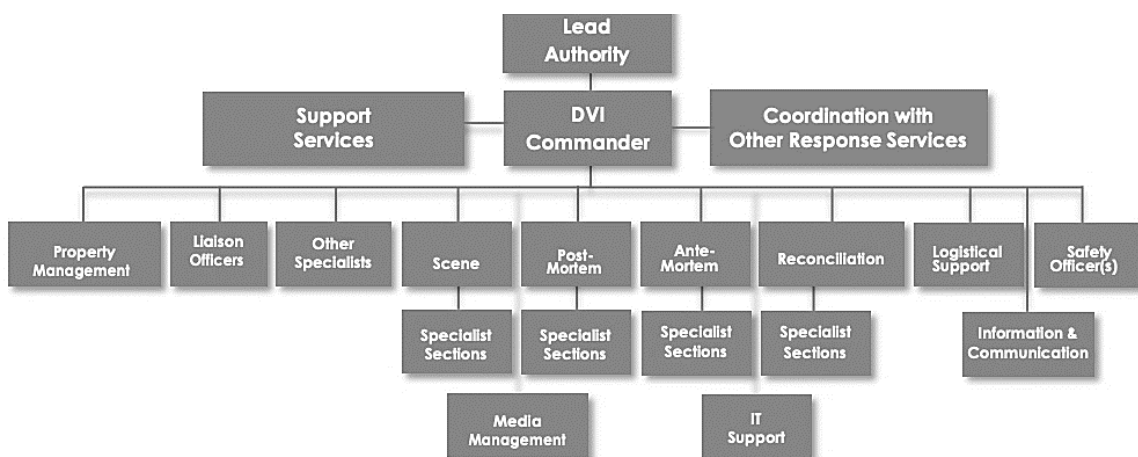 Lead
Authority
Support
Services
DVI
Commander
Coordination with
Other Response Services
Property
Management
Liaison
Officers
Other
Specialists
Scene
Post-
Mortem
Ante-
Mortem
Reconciliation
Logistical
Support
Safety
Officer(s)
Specialist
Sections
Specialist
Sections
Specialist
Sections
Specialist
Sections
Information &
Communication
Media
Management
IT
Support